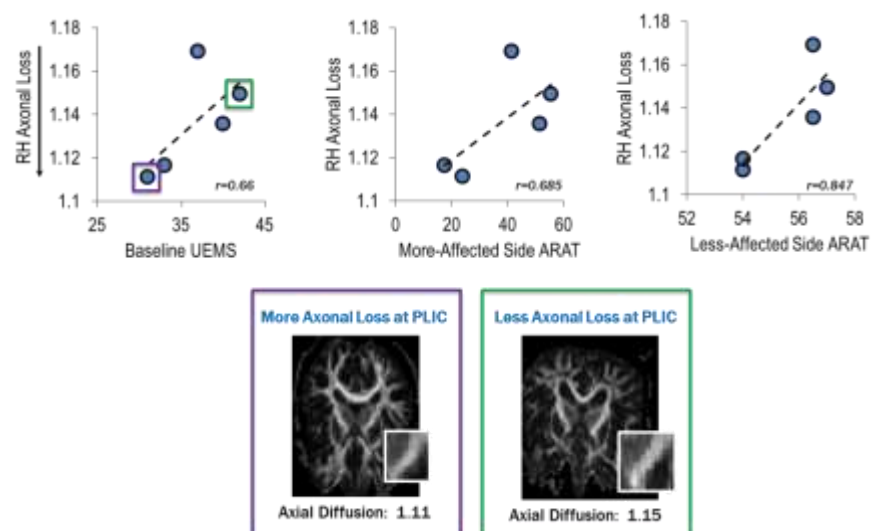 RH Axonal Loss
1.18
1.16
1.14
1.12
1.1
25
35
45
Baseline UEMS
r=0.66
RH Axonal Loss
1.18
1.16
1.14
1.12
1.1
0
20
40
60
More-Affected Side ARAT
r=0.685
RH Axonal Loss
1.18
1.16
1.14
1.12
1.1
52
54
56
58
Less-Affected Side ARAT
r=0.847
More Axonal Loss at PLIC
Axial Diffusion: 1.11
Less Axonal Loss at PLIC
Axial Diffusion: 1.15